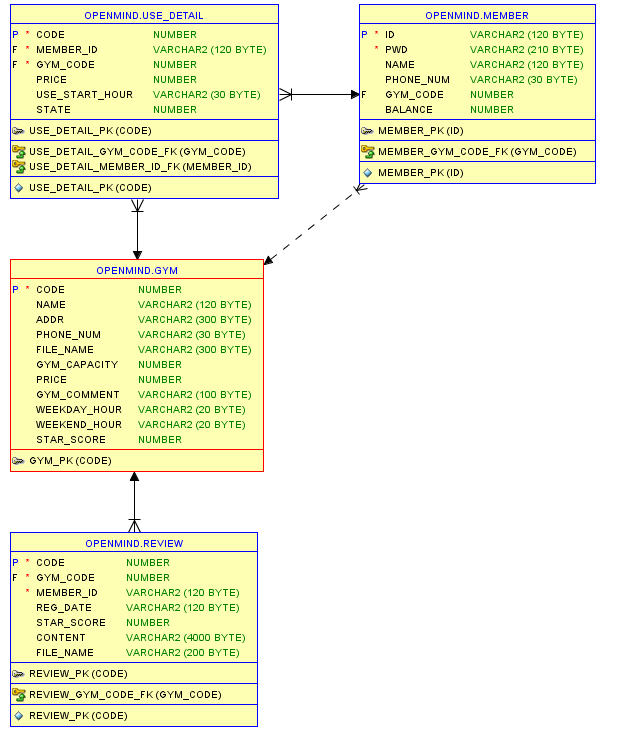 OPENMIND.USE_DETAIL
P * CODE NUMBER
F * MEMBER_ID VARCHAR2 (120 BYTE)
F * GYM_CODE NUMBER
PRICE NUMBER
USE_START_HOUR VARCHAR2 (30 BYTE)
STATE NUMBER
USE_DETAIL_PK (CODE)
USE_DETAIL_GYM_CODE_FK (GYM_CODE)
USE_DETAIL_MEMBER_ID_FK (MEMBER_ID)
USE_DETAIL_PK (CODE)
OPENMIND.MEMBER
P * ID VARCHAR2 (120 BYTE)
* PWD VARCHAR2 (210 BYTE)
NAME VARCHAR2 (120 BYTE)
PHONE_NUM VARCHAR2 (30 BYTE)
F GYM_CODE NUMBER
BALANCE NUMBER
MEMBER_PK (ID)
MEMBER_GYM_CODE_FK (GYM_CODE)
MEMBER_PK (ID)
OPENMIND.GYM
P * CODE NUMBER
NAME VARCHAR2 (120 BYTE)
ADDR VARCHAR2 (300 BYTE)
PHONE_NUM VARCHAR2 (30 BYTE)
FILE_NAME VARCHAR2 (300 BYTE)
GYM_CAPACITY NUMBER
PRICE NUMBER
GYM_COMMENT VARCHAR2 (100 BYTE)
WEEKDAY_HOUR VARCHAR2 (20 BYTE)
WEEKEND_HOUR VARCHAR2 (20 BYTE)
STAR_SCORE NUMBER
GYM_PK (CODE)
OPENMIND.REVIEW
P * CODE NUMBER
F * GYM_CODE NUMBER
* MEMBER_ID VARCHAR2 (120 BYTE)
REG_DATE VARCHAR2 (120 BYTE)
STAR_SCORE NUMBER
CONTENT VARCHAR2 (4000 BYTE)
FILE_NAME VARCHAR2 (200 BYTE)
REVIEW_PK (CODE)
REVIEW_GYM_CODE_FK (GYM_CODE)
REVIEW_PK (CODE)